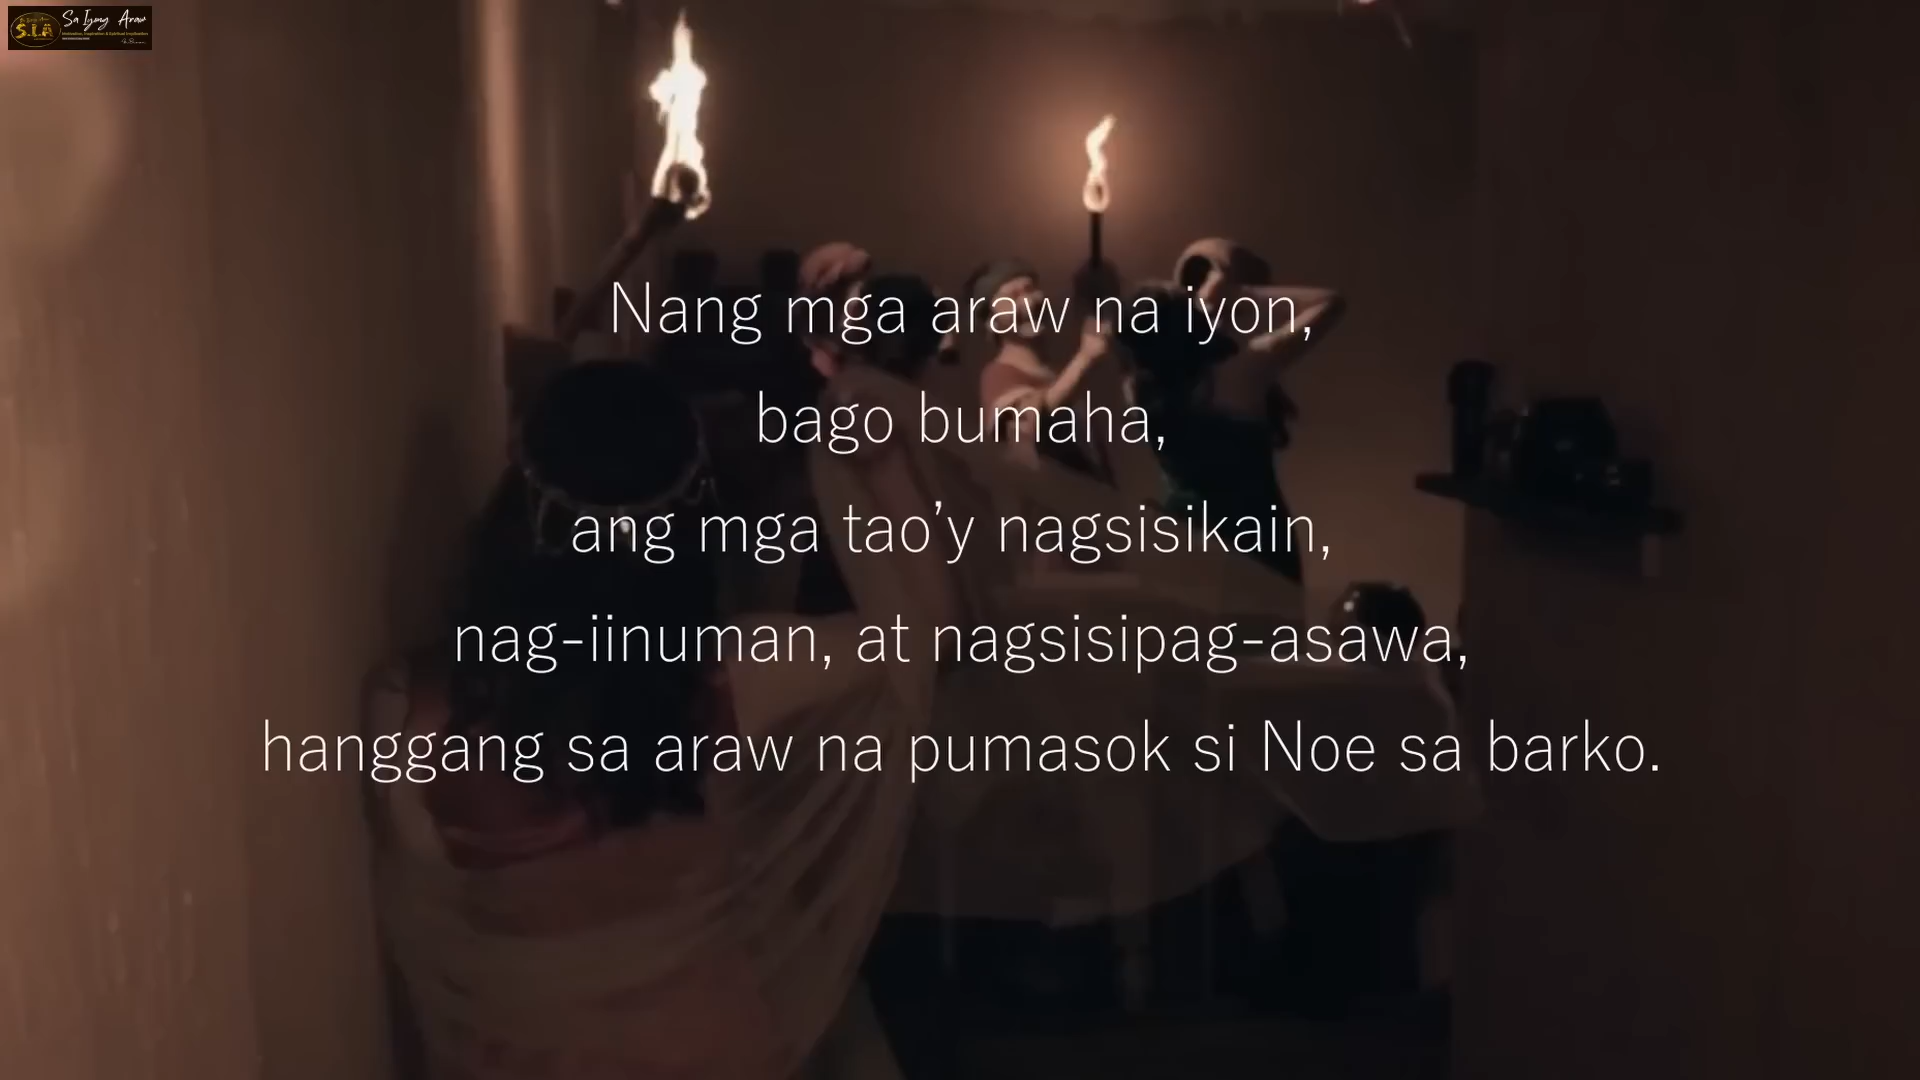 Sa Iyong Araw
S.I.A
Nang mga araw na iyon,
bago bumaha,
ang mga tao’y nagsisikain,
nag-iinuman, at nagsisipag-asawa,
hanggang sa araw na pumasok si Noe sa barko.